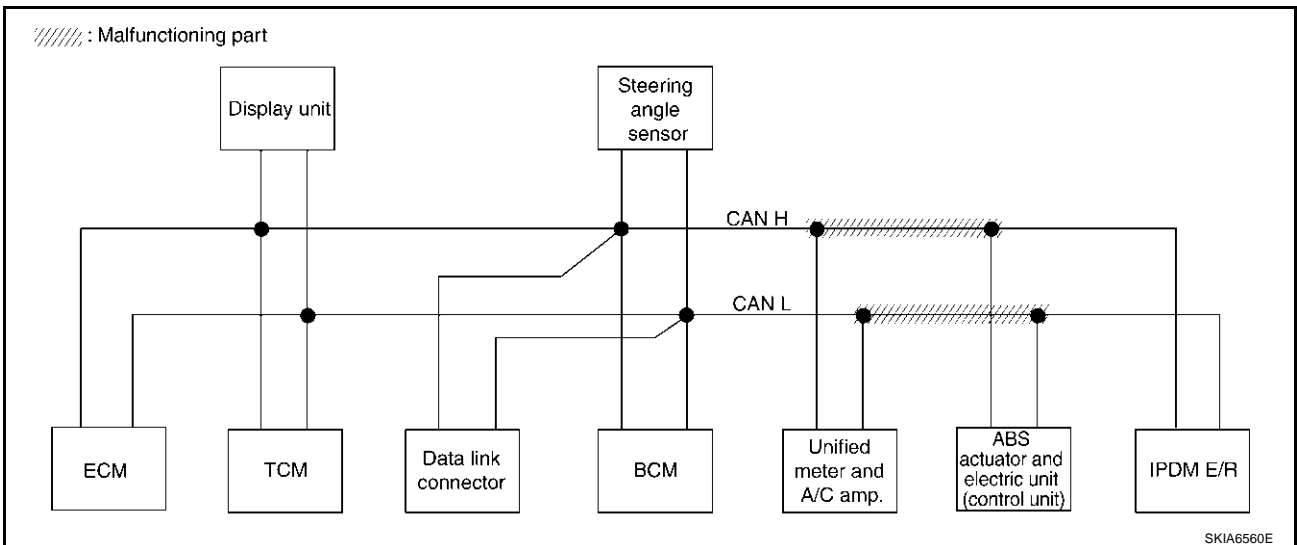 : Malfunctioning part
Display unit
Steering
angle
sensor
CAN H
CAN L
ECM
TCM
Data link
connector
BCM
Unified
meter and
A/C amp.
ABS
actuator and
electric unit
(control unit)
IPDM E/R
SKIA6560E